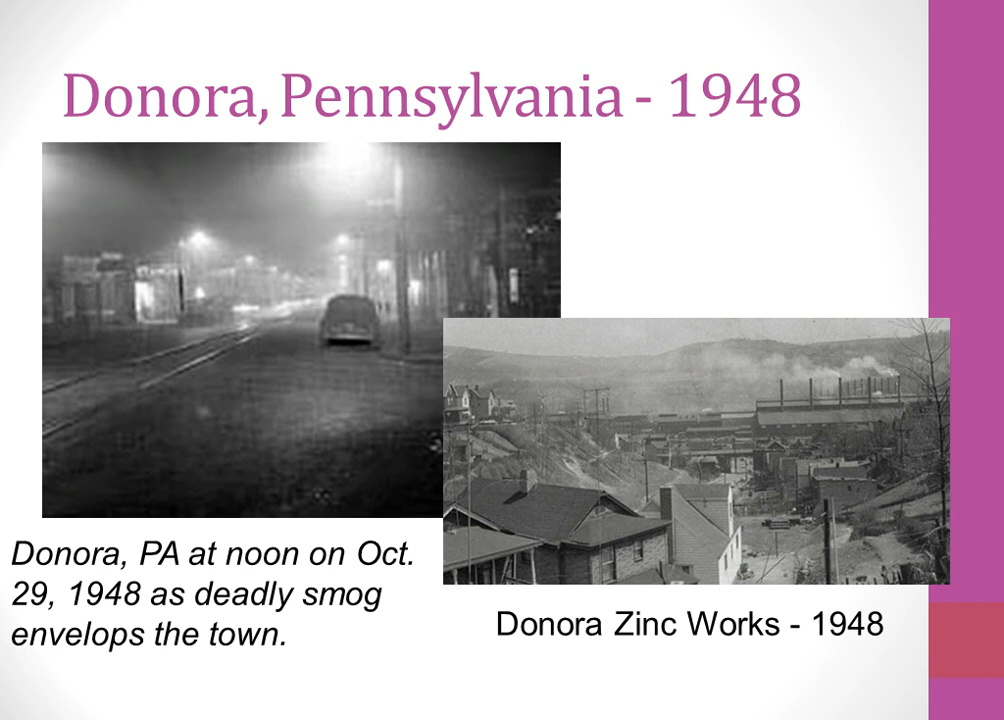 Donora, Pennsylvania - 1948
Donora, PA at noon on Oct.
29, 1948 as deadly smog
envelops the town.
Donora Zinc Works - 1948